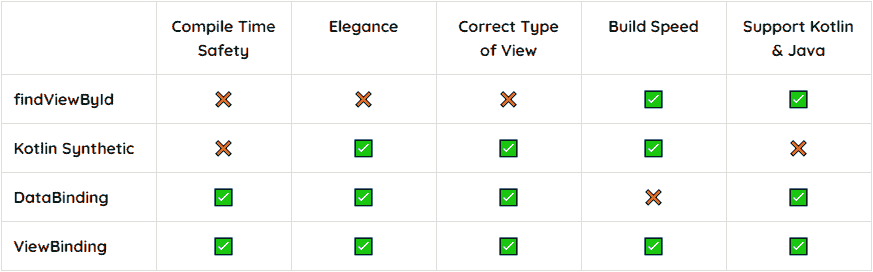 Compile Time
Safety
Elegance
Correct Type
of View
Build Speed
Support Kotlin
& Java
findViewById
Kotlin Synthetic
DataBinding
ViewBinding